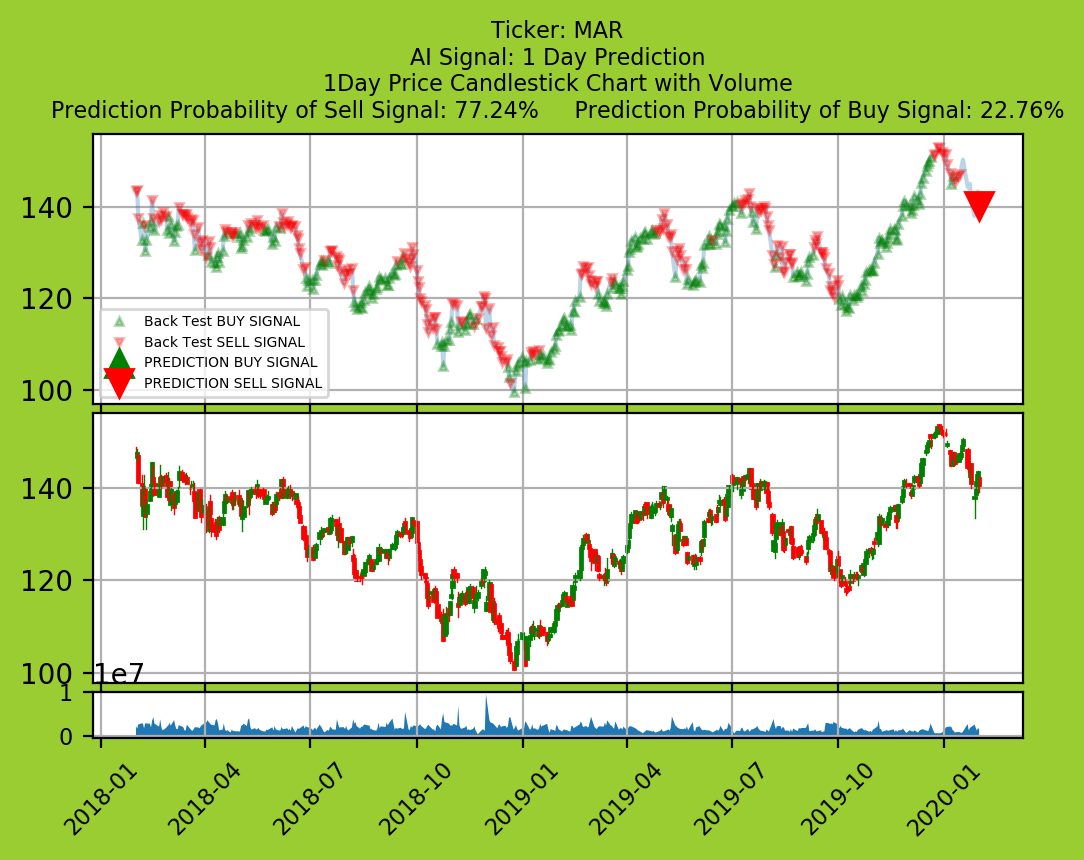 Ticker: MAR
AI Signal: 1 Day Prediction
1Day Price Candlestick Chart with Volume
Prediction Probability of Sell Signal: 77.24%     Prediction Probability of Buy Signal: 22.76%
140
120
100
Back Test BUY SIGNAL
Back Test SELL SIGNAL
PREDICTION BUY SIGNAL
PREDICTION SELL SIGNAL
140
120
100
1e7
1
0
2018-01
2018-04
2018-07
2018-10
2019-01
2019-04
2019-07
2019-10
2020-01